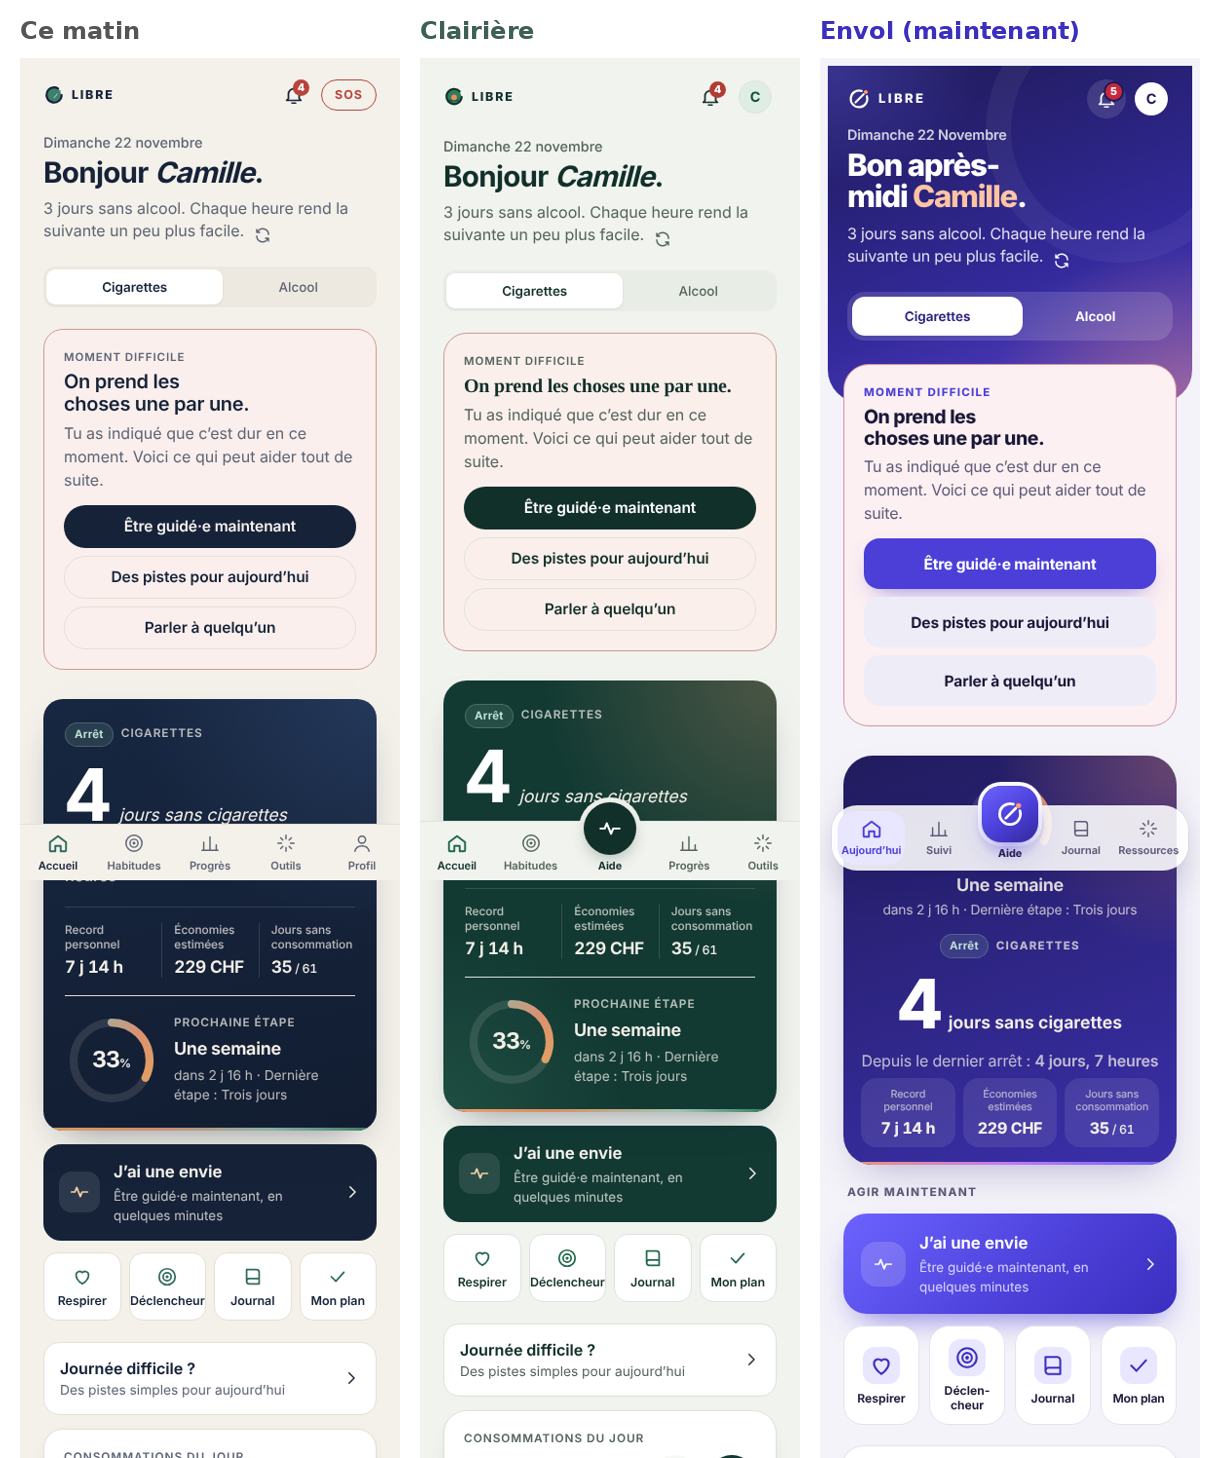 Ce matin
LIBRE
4
SOS
Dimanche 22 novembre
Bonjour Camille.
3 jours sans alcool. Chaque heure rend la
suivante un peu plus facile.
Cigarettes
Alcool
MOMENT DIFFICILE
On prend les
choses une par une.
Tu as indiqué que c’est dur en ce
moment. Voici ce qui peut aider tout de
suite.
Être guidé·e maintenant
Des pistes pour aujourd’hui
Parler à quelqu’un
Arrêt CIGARETTES
4 jours sans cigarettes
Accueil
Habitudes
Progrès
Outils
Profil
Record
personnel
7 j 14 h
Économies
estimées
229 CHF
Jours sans
consommation
35 / 61
33%
PROCHAINE ÉTAPE
Une semaine
dans 2 j 16 h · Dernière
étape : Trois jours
J’ai une envie
Être guidé·e maintenant, en
quelques minutes
Respirer
Déclencheur
Journal
Mon plan
Journée difficile ?
Des pistes simples pour aujourd’hui
CONSOMMATIONS DU JOUR
Clairière
LIBRE
4
C
Dimanche 22 novembre
Bonjour Camille.
3 jours sans alcool. Chaque heure rend la
suivante un peu plus facile.
Cigarettes
Alcool
MOMENT DIFFICILE
On prend les choses une par une.
Tu as indiqué que c’est dur en ce
moment. Voici ce qui peut aider tout de
suite.
Être guidé·e maintenant
Des pistes pour aujourd’hui
Parler à quelqu’un
Arrêt CIGARETTES
4 jours sans cigarettes
Accueil
Habitudes
Aide
Progrès
Outils
Record
personnel
7 j 14 h
Économies
estimées
229 CHF
Jours sans
consommation
35 / 61
33%
PROCHAINE ÉTAPE
Une semaine
dans 2 j 16 h · Dernière
étape : Trois jours
J’ai une envie
Être guidé·e maintenant, en
quelques minutes
Respirer
Déclencheur
Journal
Mon plan
Journée difficile ?
Des pistes simples pour aujourd’hui
CONSOMMATIONS DU JOUR
Envol (maintenant)
LIBRE
5
C
Dimanche 22 Novembre
Bon après-
midi Camille.
3 jours sans alcool. Chaque heure rend la
suivante un peu plus facile.
Cigarettes
Alcool
MOMENT DIFFICILE
On prend les
choses une par une.
Tu as indiqué que c’est dur en ce
moment. Voici ce qui peut aider tout de
suite.
Être guidé·e maintenant
Des pistes pour aujourd’hui
Parler à quelqu’un
Aujourd’hui
Suivi
Aide
Journal
Ressources
Une semaine
dans 2 j 16 h · Dernière étape : Trois jours
Arrêt CIGARETTES
4 jours sans cigarettes
Depuis le dernier arrêt : 4 jours, 7 heures
Record
personnel
7 j 14 h
Économies
estimées
229 CHF
Jours sans
consommation
35 / 61
AGIR MAINTENANT
J’ai une envie
Être guidé·e maintenant, en
quelques minutes
Respirer
Déclen-
cheur
Journal
Mon plan